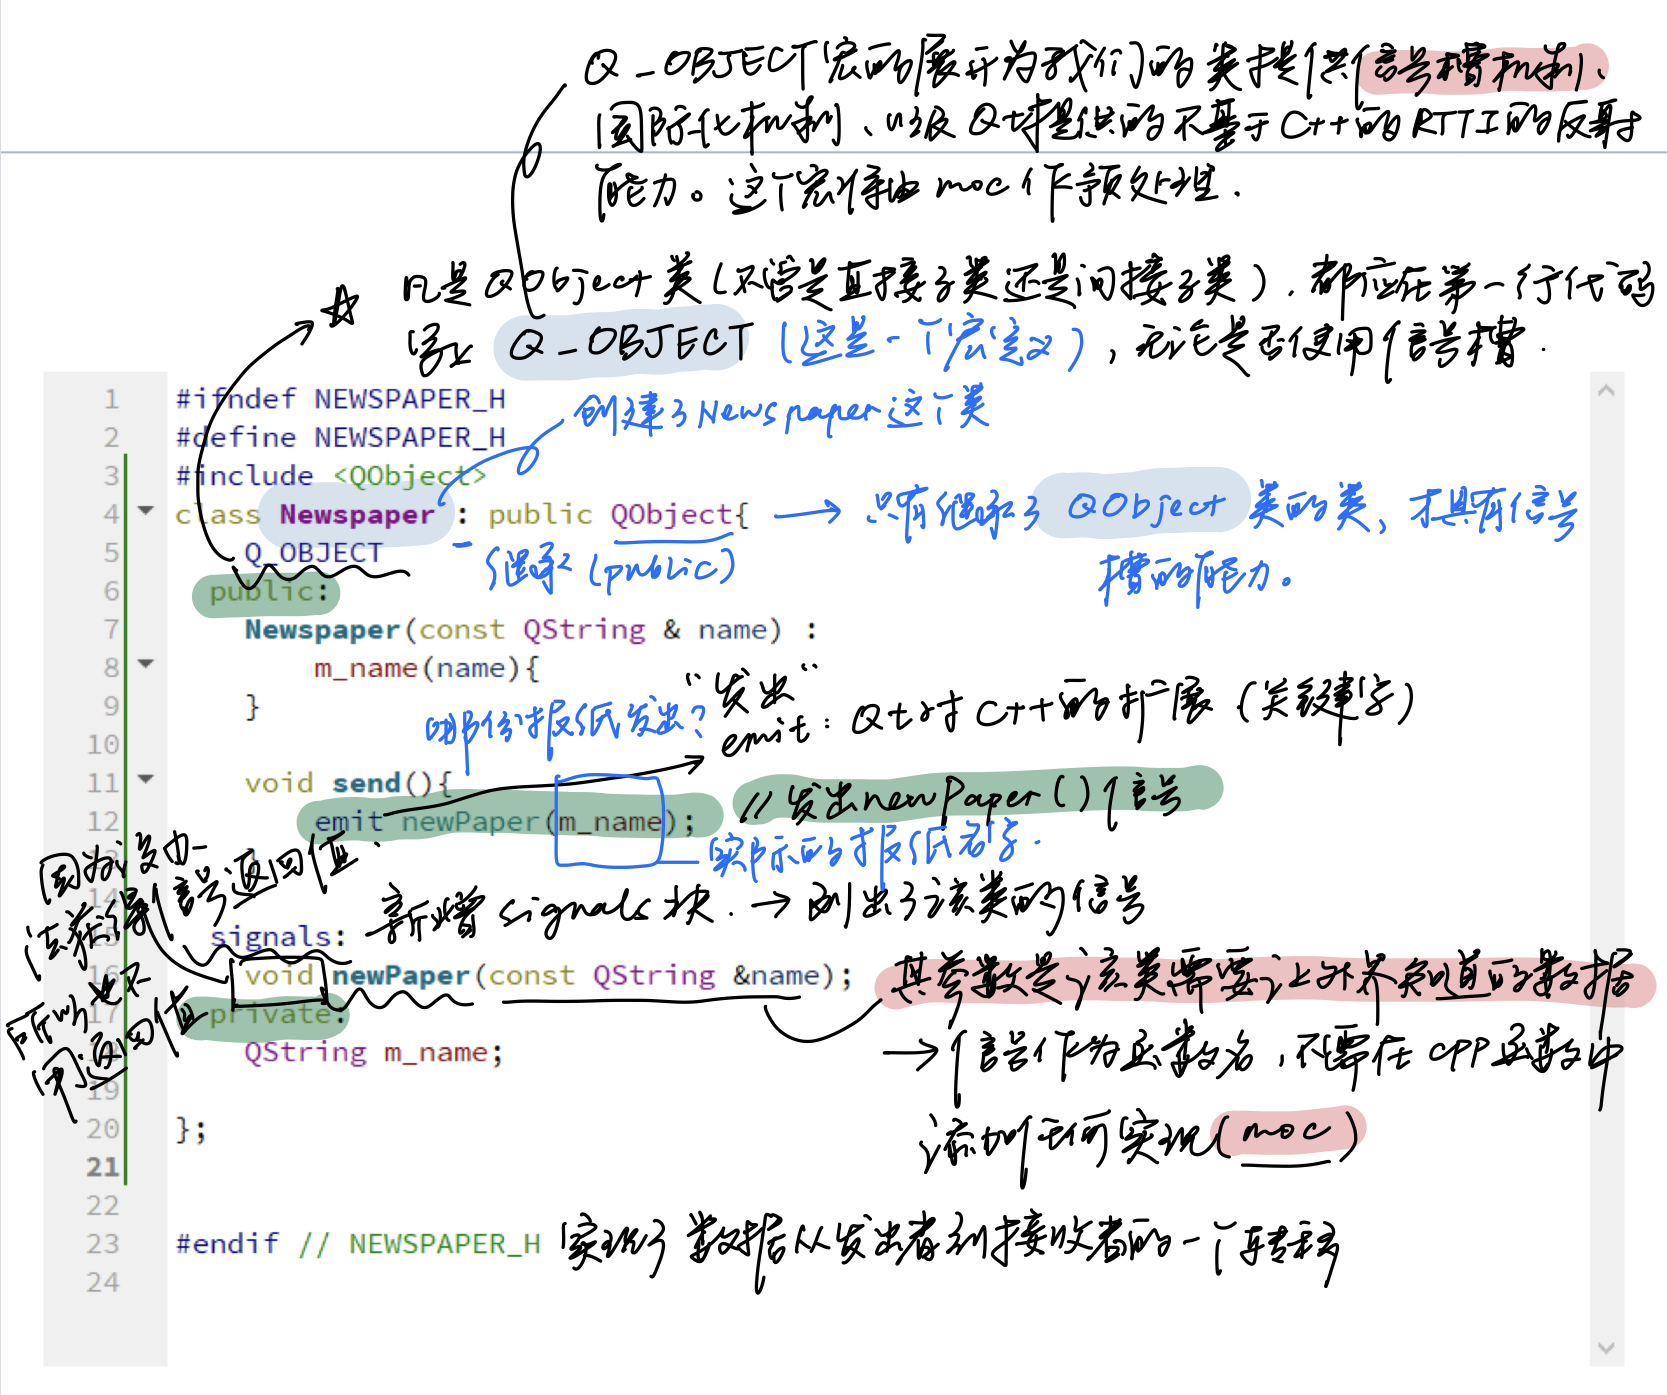 Q_OBJECT宏的展开为我们的类提供信号槽机制、
国际化机制、以及Qt提供的不基于C++的RTTI的反射
能力。这个宏将由moc作预处理.
☆ 凡是QObject类(不管是直接子类还是间接子类),都应在第一行代码
写上 Q_OBJECT (这是一个宏定义),无论是否使用信号槽.
1 #ifndef NEWSPAPER_H
创建了Newspaper这个类
2 #define NEWSPAPER_H
3 #include <QObject>
4 class Newspaper : public QObject{ → 只有继承了QObject类的类,才具有信号
槽的能力。
5 Q_OBJECT
继承(public)
6 public:
7 Newspaper(const QString & name) :
8 m_name(name){
9 }
“发出”
哪份报纸发出?
emit: Qt对C++的扩展(关键字)
10
11 void send(){
12 emit newPaper(m_name); //发出newPaper()信号
实际的报纸名字.
因为没办
法获得信号返回值.
所以也不
用返回值
14
新增signals块. → 列出了该类的信号
15 signals:
16 void newPaper(const QString &name); 其参数是该类需要让外界知道的数据
17 private:
18 QString m_name; → 信号作为函数名,不需在cpp函数中
添加任何实现(moc)
19
20 };
21
22
23 #endif // NEWSPAPER_H 实现了数据从发出者到接收者的一个转移
24